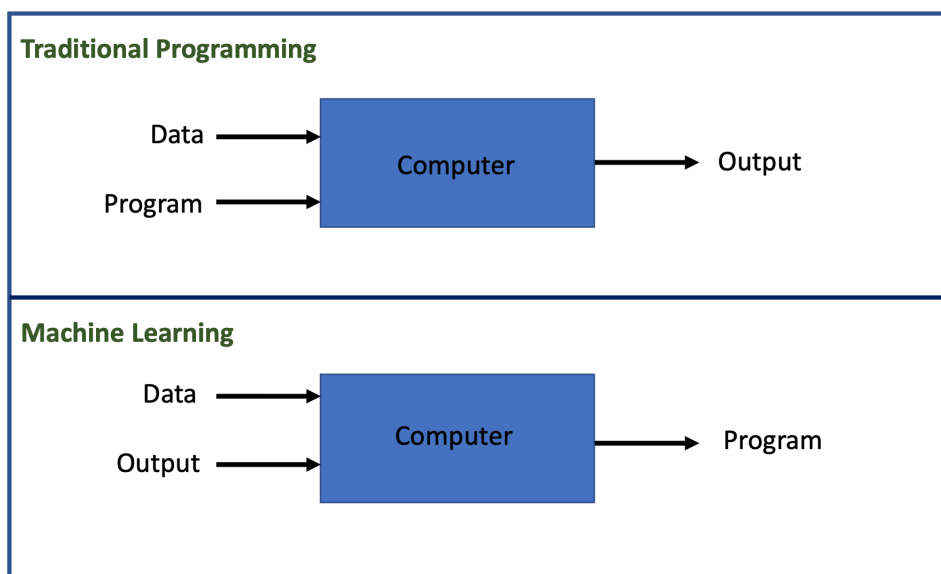 Traditional Programming
Data
Program
Computer
Output
Machine Learning
Data
Output
Computer
Program